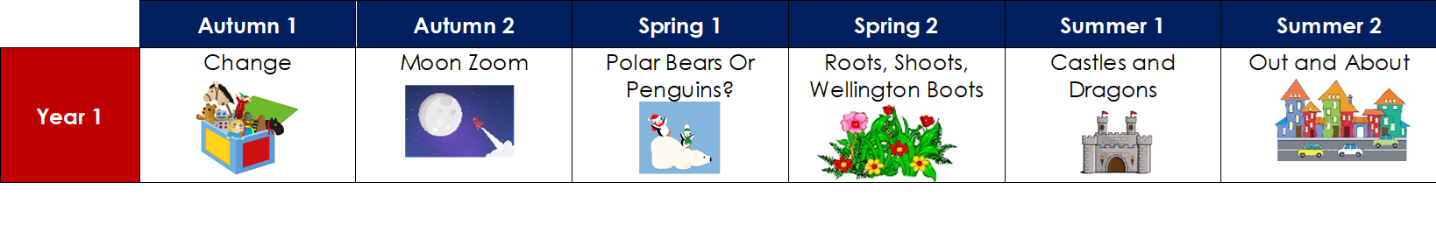 Autumn 1
Autumn 2
Spring 1
Spring 2
Summer 1
Summer 2
Year 1
Change
Moon Zoom
Polar Bears Or
Penguins?
Roots, Shoots,
Wellington Boots
Castles and
Dragons
Out and About